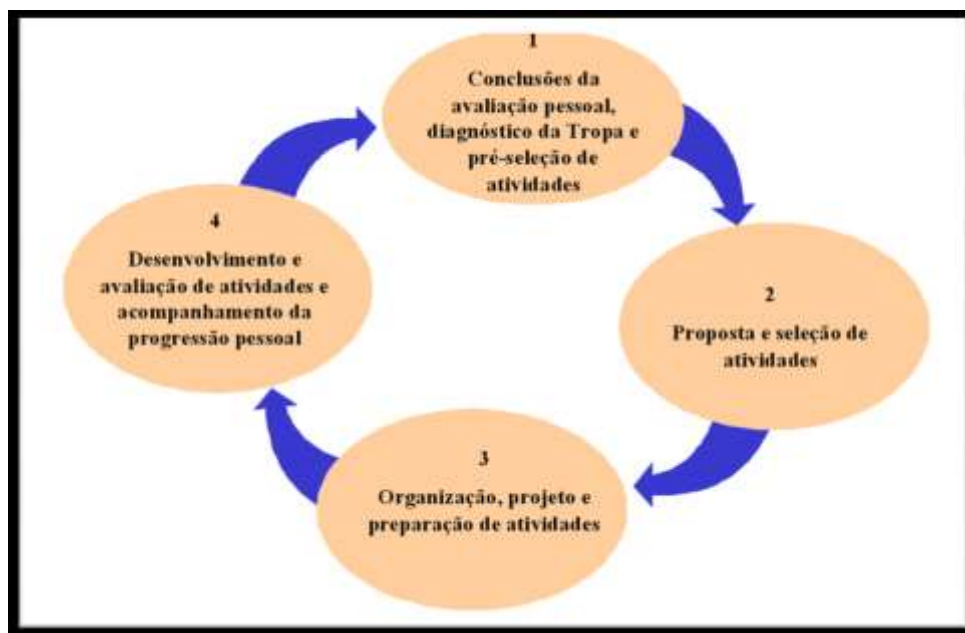 1
Conclusões da
avaliação pessoal,
diagnóstico da Tropa e
pré-seleção de
atividades
2
Proposta e seleção de
atividades
3
Organização, projeto e
preparação de atividades
4
Desenvolvimento e
avaliação de atividades e
acompanhamento da
progressão pessoal